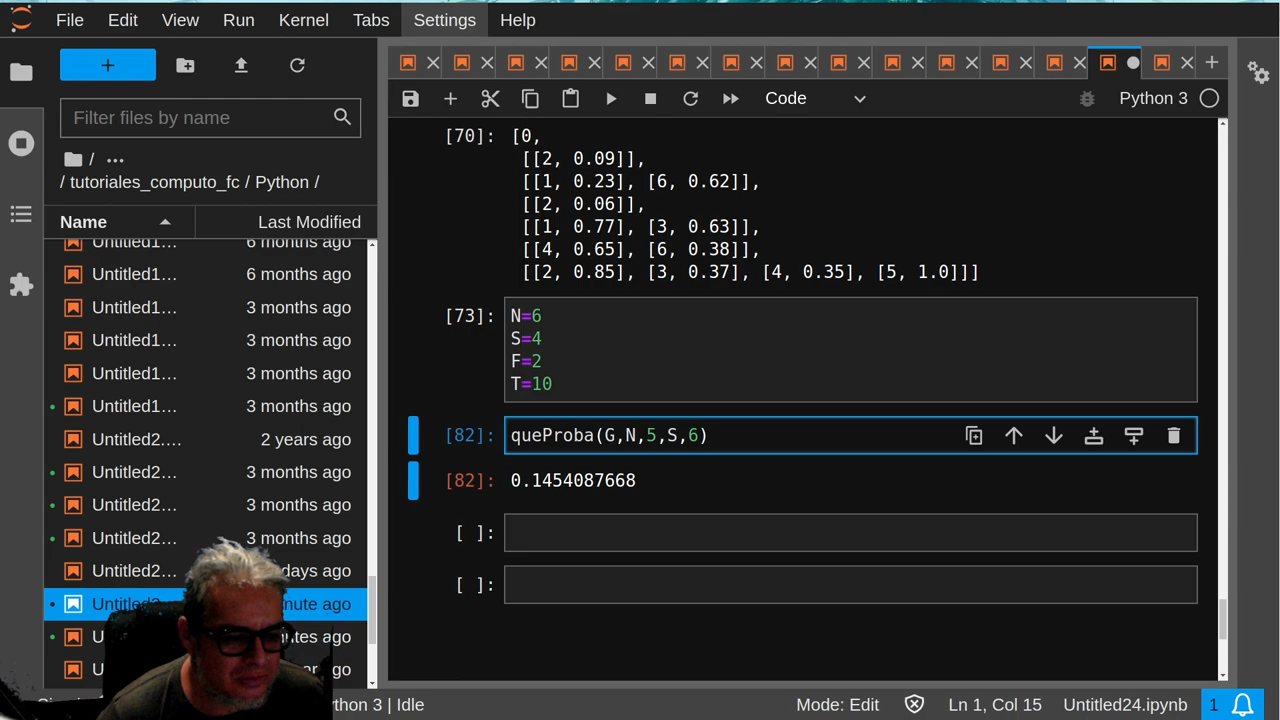 File Edit View Run Kernel Tabs Settings Help
Code
Python 3
Filter files by name
/ ...
/ tutoriales_computo_fc / Python /
Name Last Modified
Untitled1… 6 months ago
Untitled1… 6 months ago
Untitled1… 3 months ago
Untitled1… 3 months ago
Untitled1… 3 months ago
Untitled1… 3 months ago
Untitled2.… 2 years ago
Untitled2… 3 months ago
Untitled2… 3 months ago
Untitled2… 3 months ago
Untitled2… days ago
ago
ago
[70]: [0,
[[2, 0.09]],
[[1, 0.23], [6, 0.62]],
[[2, 0.06]],
[[1, 0.77], [3, 0.63]],
[[4, 0.65], [6, 0.38]],
[[2, 0.85], [3, 0.37], [4, 0.35], [5, 1.0]]]
[73]: N=6
S=4
F=2
T=10
[82]: queProba(G,N,5,S,6)
[82]: 0.1454087668
[ ]:
[ ]:
3 | Idle
Mode: Edit
Ln 1, Col 15
Untitled24.ipynb
1